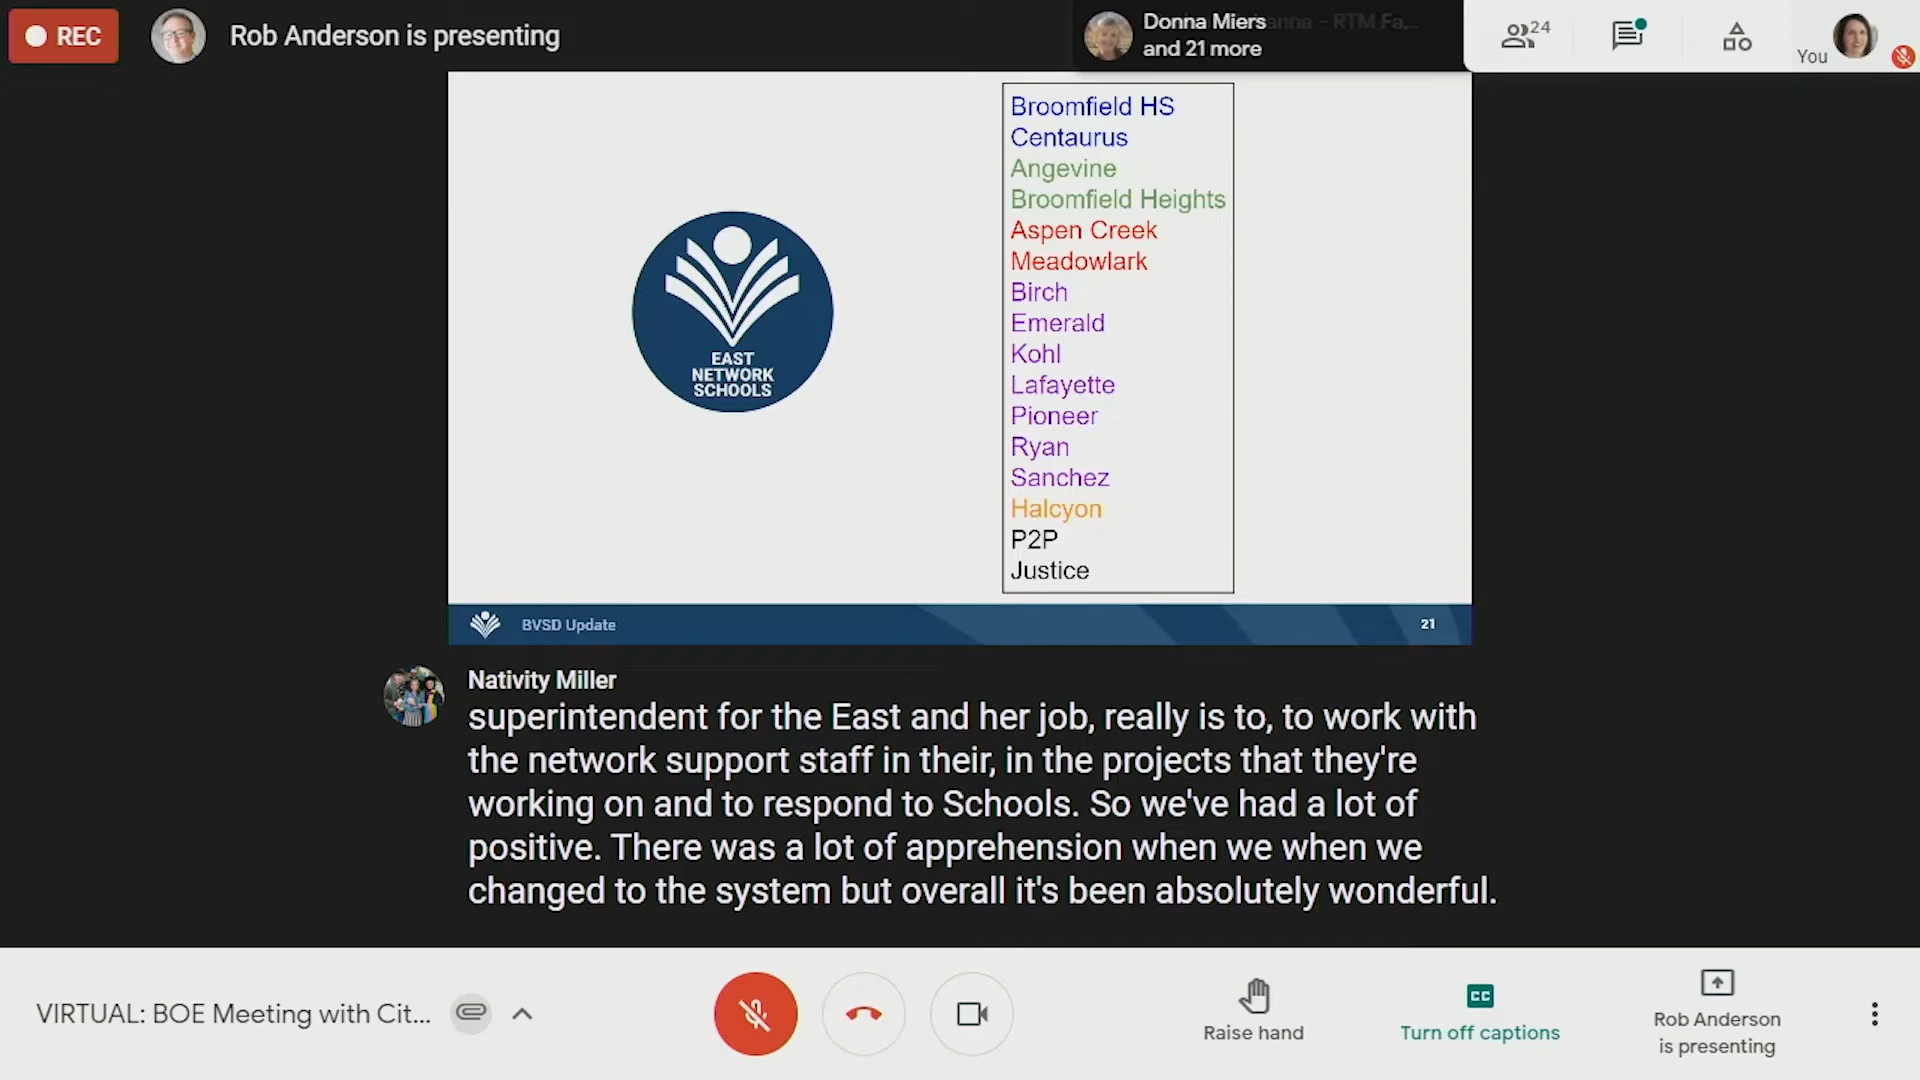 REC
Rob Anderson is presenting
Donna Miers
and 21 more
24
You
Broomfield HS
Centaurus
Angevine
Broomfield Heights
Aspen Creek
Meadowlark
Birch
Emerald
Kohl
Lafayette
Pioneer
Ryan
Sanchez
Halcyon
P2P
Justice
EAST
NETWORK
SCHOOLS
BVSD Update
21
Nativity Miller
superintendent for the East and her job, really is to, to work with
the network support staff in their, in the projects that they're
working on and to respond to Schools. So we've had a lot of
positive. There was a lot of apprehension when we when we
changed to the system but overall it's been absolutely wonderful.
VIRTUAL: BOE Meeting with Cit...
Raise hand
CC
Turn off captions
Rob Anderson
is presenting